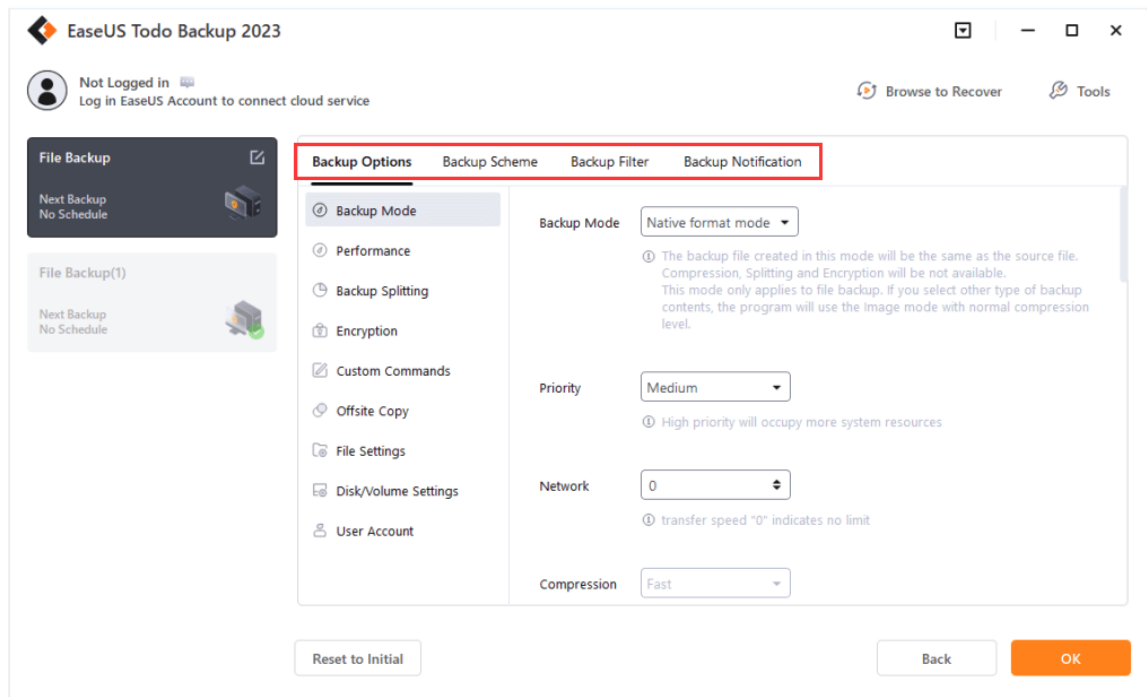 EaseUS Todo Backup 2023
Not Logged in
Log in EaseUS Account to connect cloud service
Browse to Recover
Tools
File Backup
Next Backup
No Schedule
File Backup(1)
Next Backup
No Schedule
Backup Options Backup Scheme Backup Filter Backup Notification
Backup Mode
Performance
Backup Splitting
Encryption
Custom Commands
Offsite Copy
File Settings
Disk/Volume Settings
User Account
Backup Mode Native format mode
The backup file created in this mode will be the same as the source file.
Compression, Splitting and Encryption will be not available.
This mode only applies to file backup. If you select other type of backup
contents, the program will use the Image mode with normal compression
level.
Priority Medium
High priority will occupy more system resources
Network 0
transfer speed "0" indicates no limit
Compression Fast
Reset to Initial
Back
OK